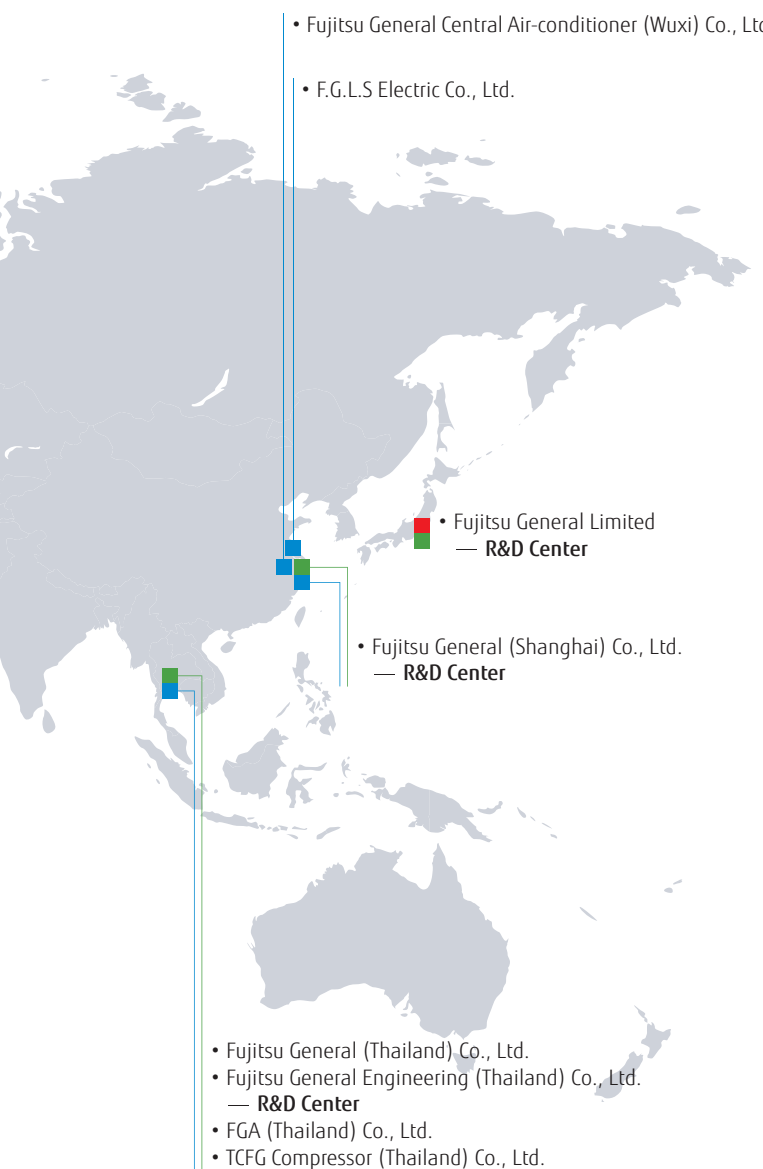 • Fujitsu General Central Air-conditioner (Wuxi) Co., Ltd
• F.G.L.S Electric Co., Ltd.
• Fujitsu General Limited
— R&D Center
• Fujitsu General (Shanghai) Co., Ltd.
— R&D Center
• Fujitsu General (Thailand) Co., Ltd.
• Fujitsu General Engineering (Thailand) Co., Ltd.
— R&D Center
• FGA (Thailand) Co., Ltd.
• TCFG Compressor (Thailand) Co., Ltd.